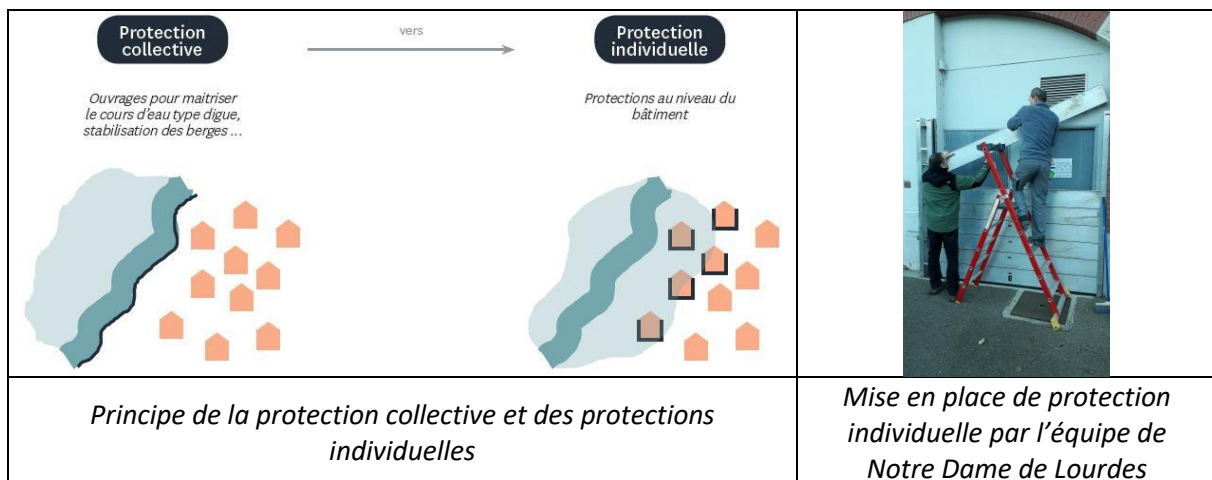 Protection
collective
vers
Protection
individuelle
Ouvrages pour maitriser
le cours d'eau type digue,
stabilisation des berges ...
Protections au niveau du
bâtiment
Principe de la protection collective et des protections
individuelles
Mise en place de protection
individuelle par l'équipe de
Notre Dame de Lourdes